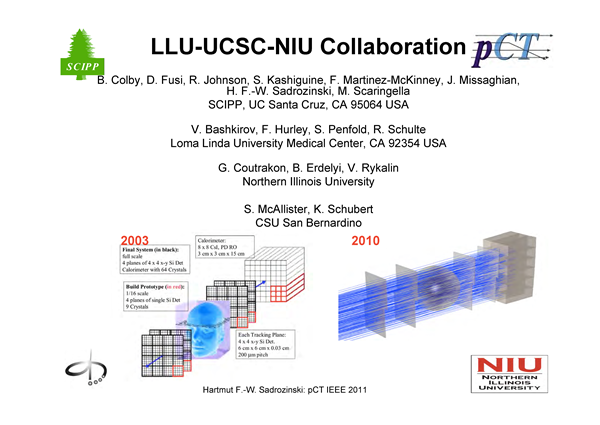 LLU-UCSC-NIU Collaboration
pCT
SCIPP
B. Colby, D. Fusi, R. Johnson, S. Kashiguine, F. Martinez-McKinney, J. Missaghian,
H. F.-W. Sadrozinski, M. Scaringella
SCIPP, UC Santa Cruz, CA 95064 USA
V. Bashkirov, F. Hurley, S. Penfold, R. Schulte
Loma Linda University Medical Center, CA 92354 USA
G. Coutrakon, B. Erdelyi, V. Rykalin
Northern Illinois University
S. McAllister, K. Schubert
CSU San Bernardino
2003
Final System (in black):
full scale
4 planes of 4 x 4 x-y Si Det
Calorimeter with 64 Crystals
Calorimeter:
8 x 8 CsI, PD RO
3 cm x 3 cm x 15 cm
Build Prototype (in red):
1/16 scale
4 planes of single Si Det
9 Crystals
Each Tracking Plane:
4 x 4 x-y Si Det.
6 cm x 6 cm x 0.03 cm
200 µm pitch
2010
NIU
NORTHERN
ILLINOIS
UNIVERSITY
Hartmut F.-W. Sadrozinski: pCT IEEE 2011